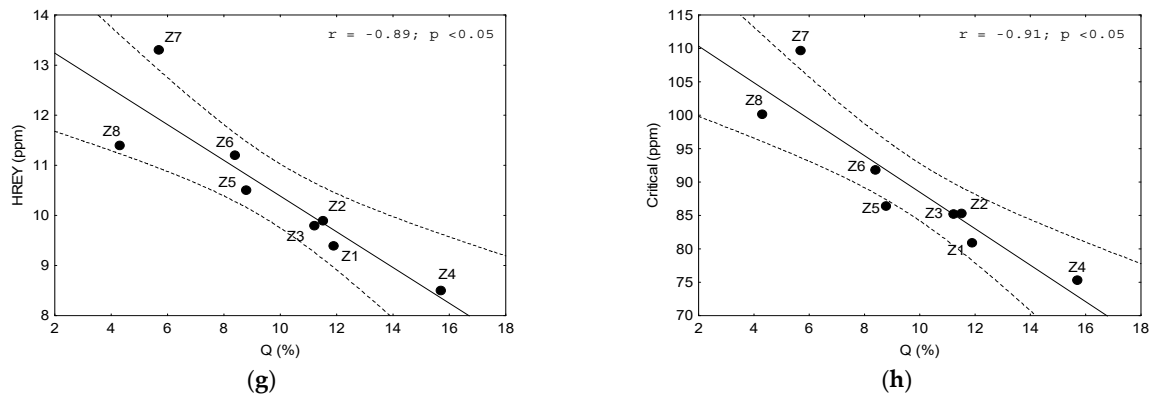 r = -0.89; p <0.05
14
13
12
11
10
9
8
HREY (ppm)
Z7
Z8
Z6
Z5
Z2
Z3
Z1
Z4
2 4 6 8 10 12 14 16 18
Q (%)
(g)
r = -0.91; p <0.05
115
110
105
100
95
90
85
80
75
70
Critical (ppm)
Z7
Z8
Z6
Z5
Z3 Z2
Z1
Z4
2 4 6 8 10 12 14 16 18
Q (%)
(h)